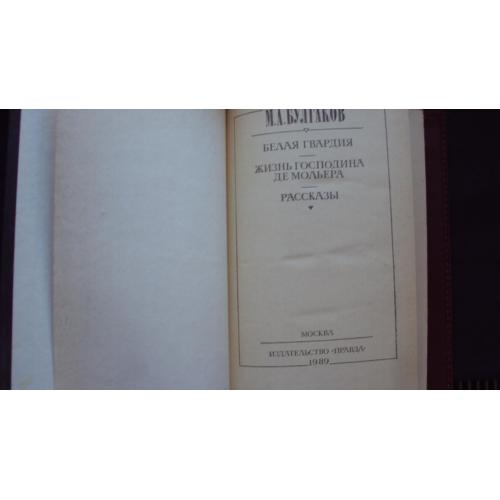 М.А.БУЛГАКОВ
БЕЛАЯ ГВАРДИЯ
ЖИЗНЬ ГОСПОДИНА
ДЕ МОЛЬЕРА
РАССКАЗЫ
МОСКВА
ИЗДАТЕЛЬСТВО «ПРАВДА»
1989